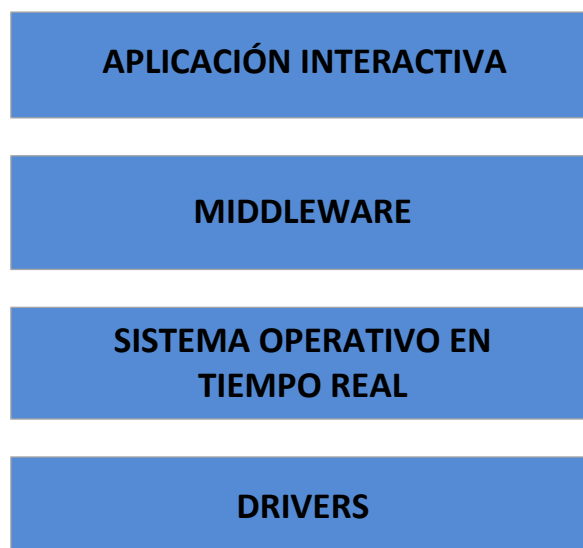 APLICACIÓN INTERACTIVA
MIDDLEWARE
SISTEMA OPERATIVO EN
TIEMPO REAL
DRIVERS